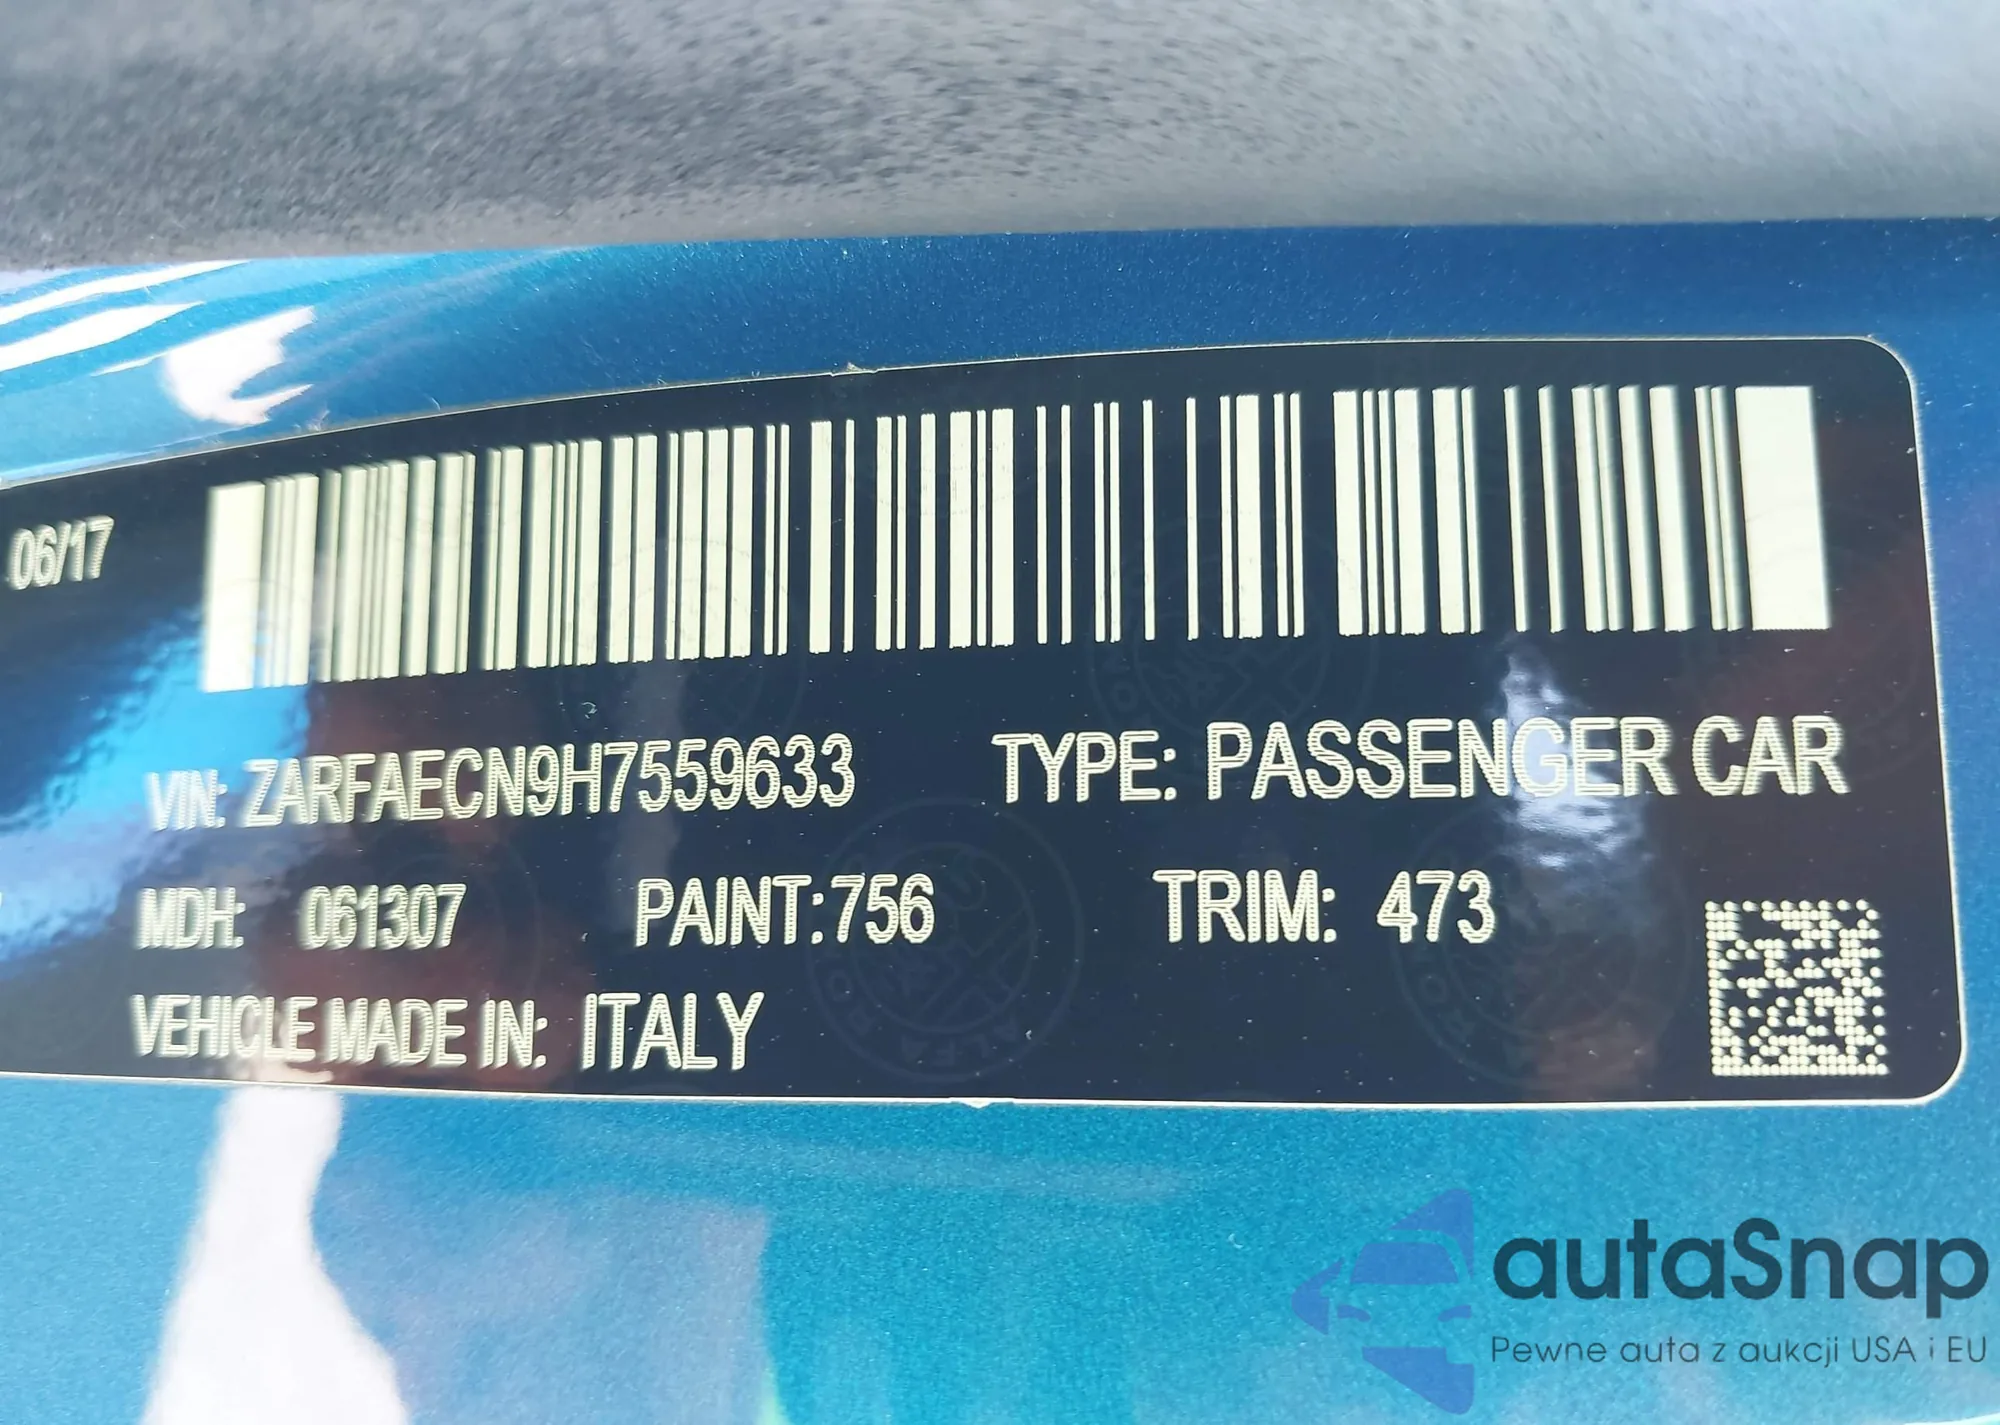 06/17
VIN: ZARFAECN9H7559633 TYPE: PASSENGER CAR
MDH: 061307 PAINT:756 TRIM: 473
VEHICLE MADE IN: ITALY
autaSnap
Pewne auta z aukcji USA i EU